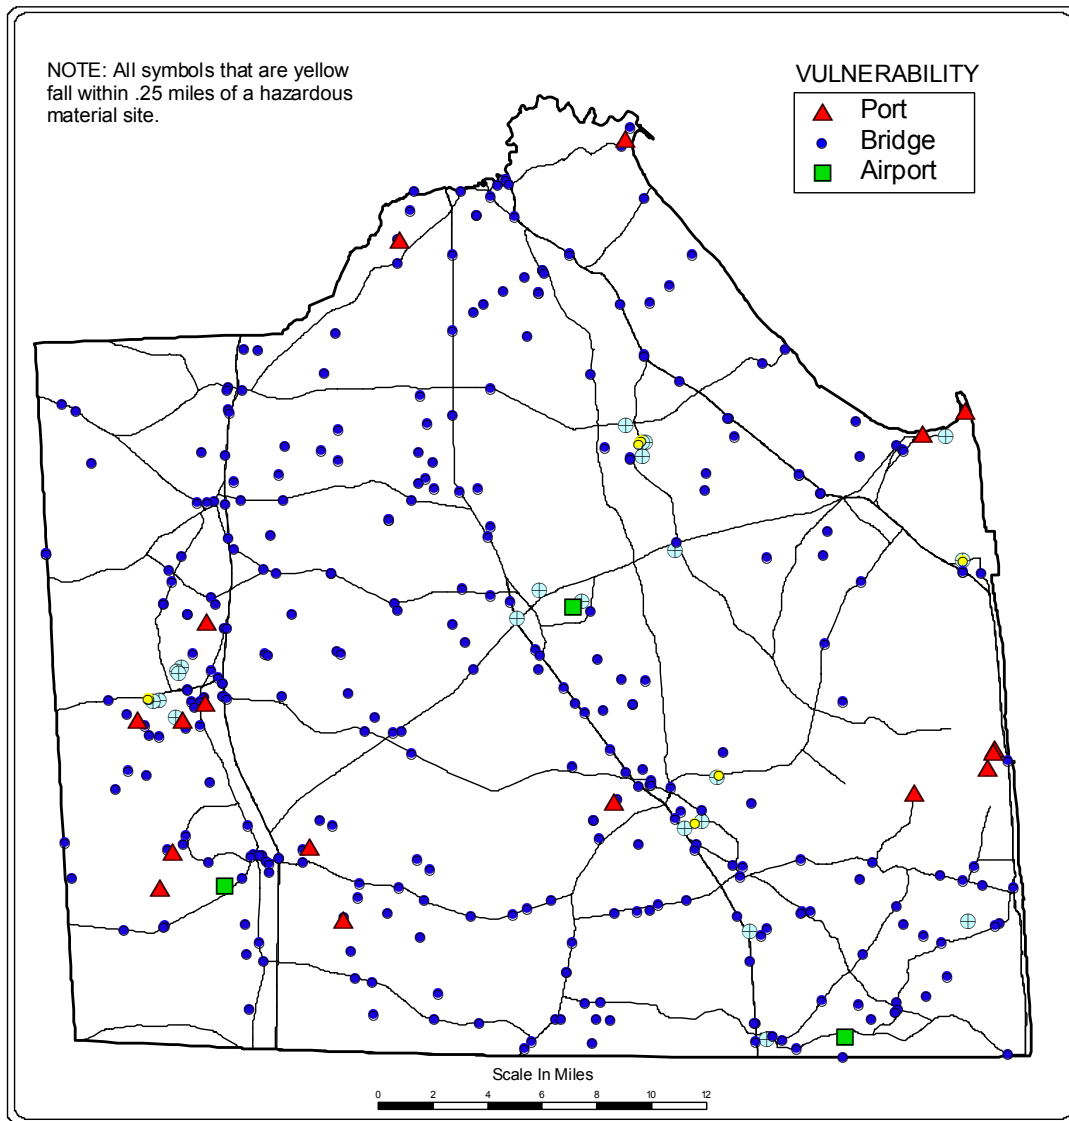 NOTE: All symbols that are yellow
fall within .25 miles of a hazardous
material site.
VULNERABILITY
Port
Bridge
Airport
Scale In Miles
0 2 4 6 8 10 12